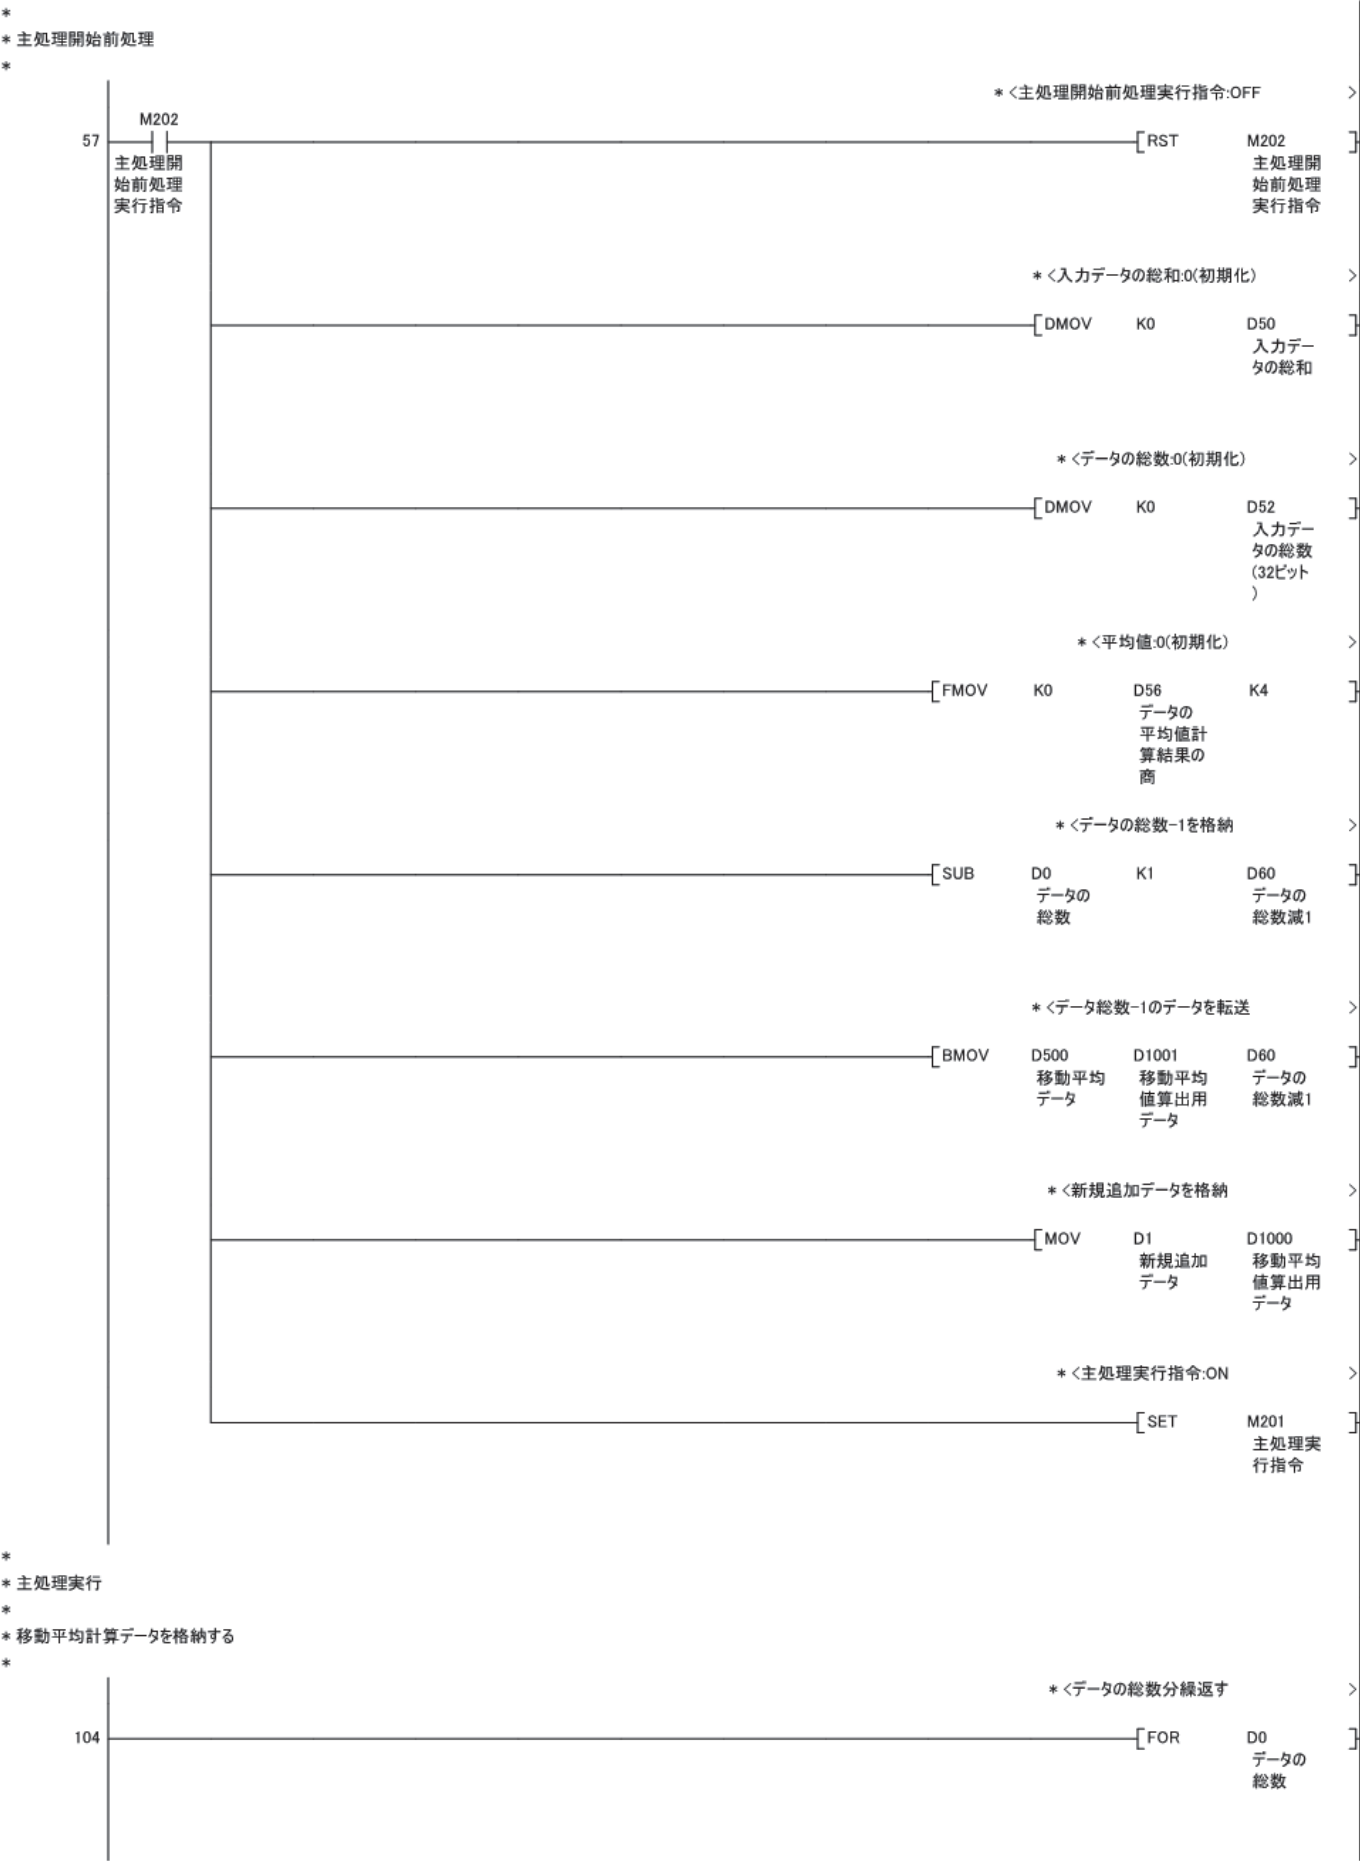 *
* 主処理開始前処理
*
* <主処理開始前処理実行指令:OFF >
M202
57 RST M202
主処理開 主処理開
始前処理 始前処理
実行指令 実行指令
* <入力データの総和:0(初期化) >
DMOV K0 D50
入力デー
タの総和
* <データの総数:0(初期化) >
DMOV K0 D52
入力デー
タの総数
(32ビット
)
* <平均値:0(初期化) >
FMOV K0 D56 K4
データの
平均値計
算結果の
商
* <データの総数-1を格納 >
SUB D0 K1 D60
データの データの
総数 総数減1
* <データ総数-1のデータを転送 >
BMOV D500 D1001 D60
移動平均 移動平均 データの
データ 値算出用 総数減1
データ
* <新規追加データを格納 >
MOV D1 D1000
新規追加 移動平均
データ 値算出用
データ
* <主処理実行指令:ON >
SET M201
主処理実
行指令
*
* 主処理実行
*
* 移動平均計算データを格納する
*
* <データの総数分繰返す >
104 FOR D0
データの
総数